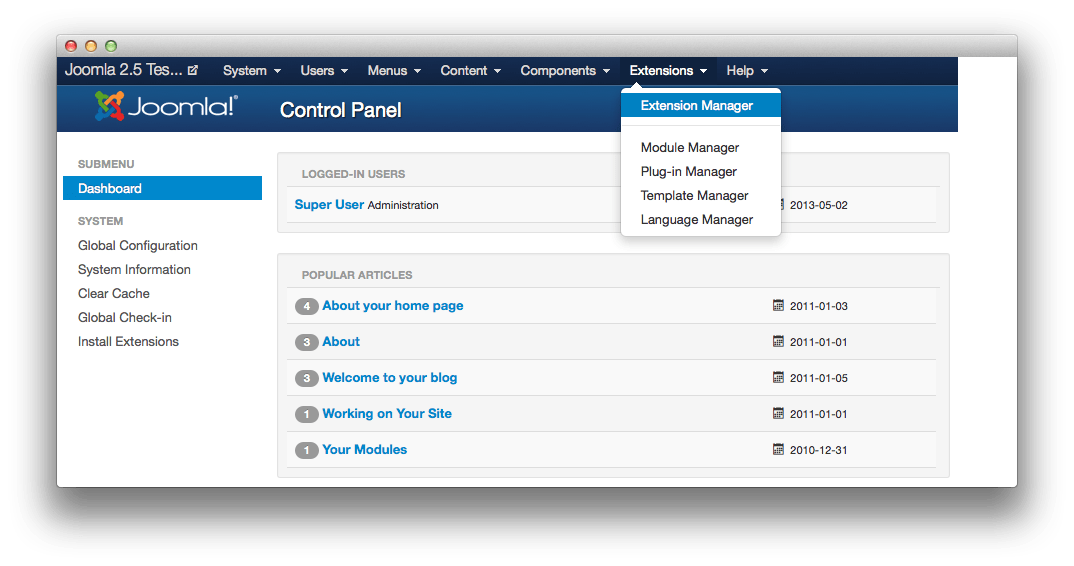 Joomla 2.5 Tes... System Users Menus Content Components Extensions Help
Joomla!® Control Panel
Extension Manager
Module Manager
Plug-in Manager
Template Manager
Language Manager
SUBMENU
Dashboard
SYSTEM
Global Configuration
System Information
Clear Cache
Global Check-in
Install Extensions
LOGGED-IN USERS
Super User Administration 2013-05-02
POPULAR ARTICLES
4 About your home page 2011-01-03
3 About 2011-01-01
3 Welcome to your blog 2011-01-05
1 Working on Your Site 2011-01-01
1 Your Modules 2010-12-31